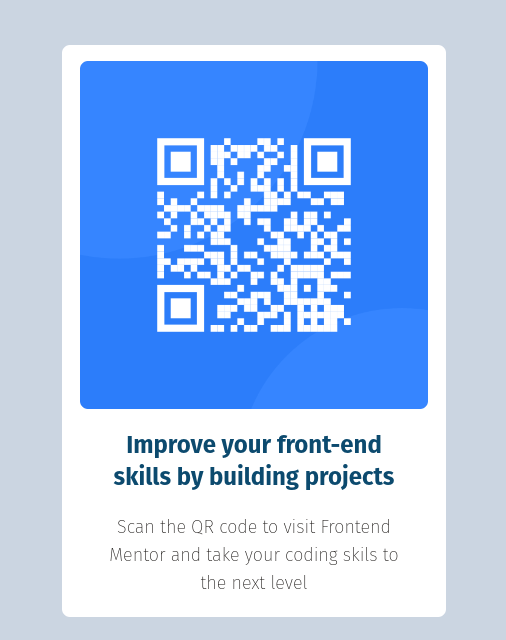 Improve your front-end
skills by building projects
Scan the QR code to visit Frontend
Mentor and take your coding skils to
the next level